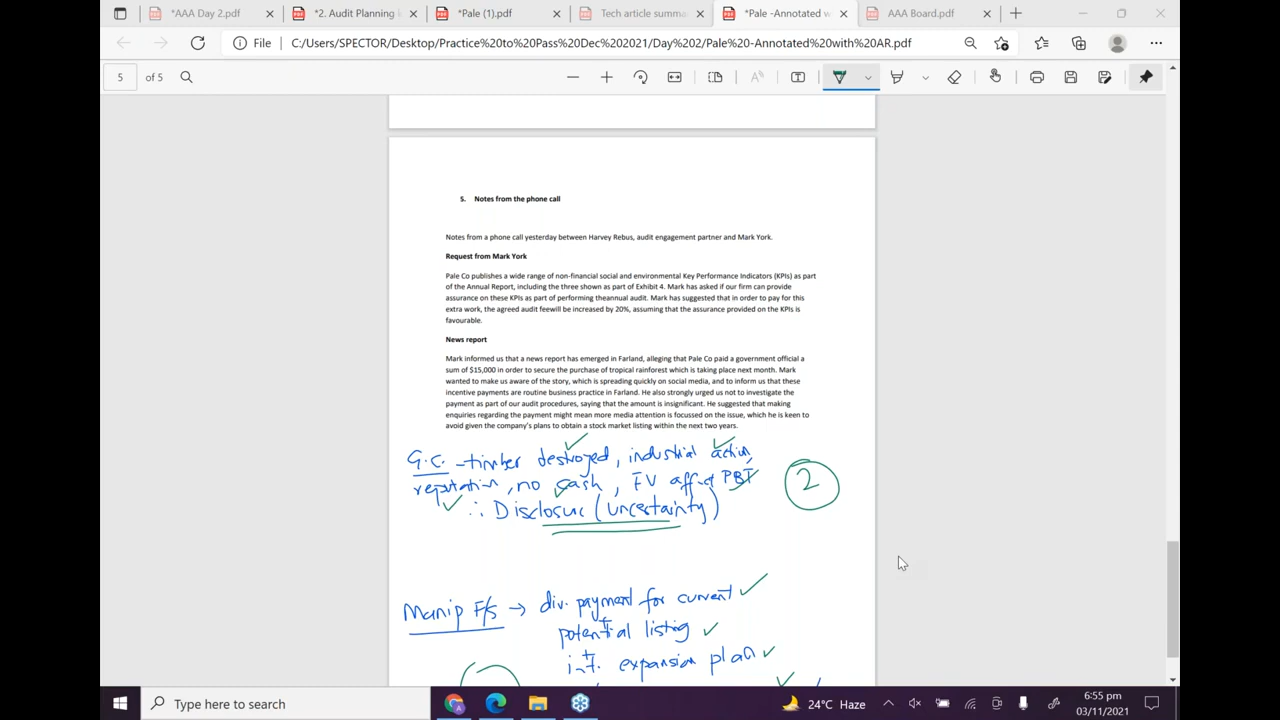 *AAA Day 2.pdf
*2. Audit Planning i
*Pale (1).pdf
Tech article summa
*Pale -Annotated w
AAA Board.pdf
File
C:/Users/SPECTOR/Desktop/Practice%20to%20Pass%20Dec%202021/Day%202/Pale%20-Annotated%20with%20AR.pdf
5 of 5
5. Notes from the phone call
Notes from a phone call yesterday between Harvey Rebus, audit engagement partner and Mark York.
Request from Mark York
Pale Co publishes a wide range of non-financial social and environmental Key Performance Indicators (KPIs) as part
of the Annual Report, including the three shown as part of Exhibit 4. Mark has asked if our firm can provide
assurance on these KPIs as part of performing theannual audit. Mark has suggested that in order to pay for this
extra work, the agreed audit feewill be increased by 20%, assuming that the assurance provided on the KPIs is
favourable.
News report
Mark informed us that a news report has emerged in Farland, alleging that Pale Co paid a government official a
sum of $15,000 in order to secure the purchase of tropical rainforest which is taking place next month. Mark
wanted to make us aware of the story, which is spreading quickly on social media, and to inform us that these
incentive payments are routine business practice in Farland. He also strongly urged us not to investigate the
payment as part of our audit procedures, saying that the amount is insignificant. He suggested that making
enquiries regarding the payment might mean more media attention is focussed on the issue, which he is keen to
avoid given the company's plans to obtain a stock market listing within the next two years.
G.C. - timber destroyed, industrial action,
reputation, no cash, FV affect PBT
∴ Disclosure (uncertainty)
2
Manip F/S → div. payment for current
+
potential listing
+
int. expansion plan
Type here to search
24°C Haze
6:55 pm
03/11/2021